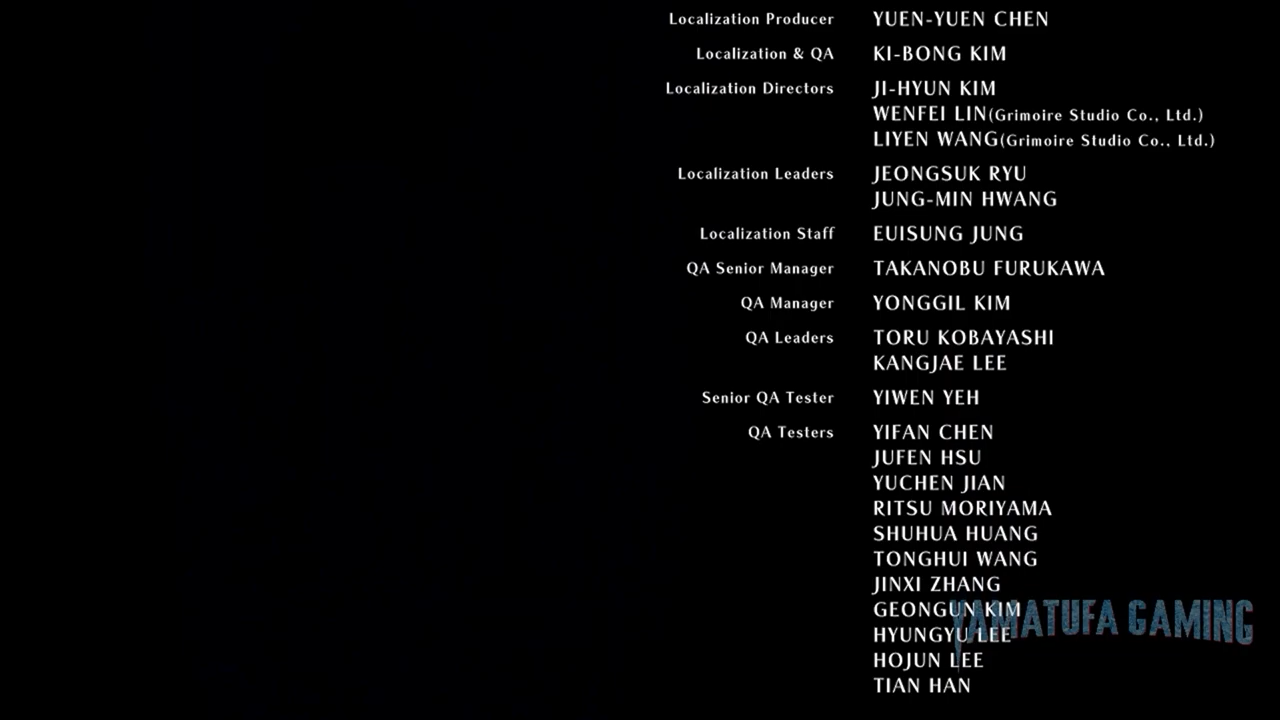 Localization Producer YUEN-YUEN CHEN
Localization & QA KI-BONG KIM
Localization Directors JI-HYUN KIM
WENFEI LIN(Grimoire Studio Co., Ltd.)
LIYEN WANG(Grimoire Studio Co., Ltd.)
Localization Leaders JEONGSUK RYU
JUNG-MIN HWANG
Localization Staff EUISUNG JUNG
QA Senior Manager TAKANOBU FURUKAWA
QA Manager YONGGIL KIM
QA Leaders TORU KOBAYASHI
KANGJAE LEE
Senior QA Tester YIWEN YEH
QA Testers YIFAN CHEN
JUFEN HSU
YUCHEN JIAN
RITSU MORIYAMA
SHUHUA HUANG
TONGHUI WANG
JINXI ZHANG
GEONGUN KIM
YAMATUFA GAMING
HYUNGYU LEE
HOJUN LEE
TIAN HAN